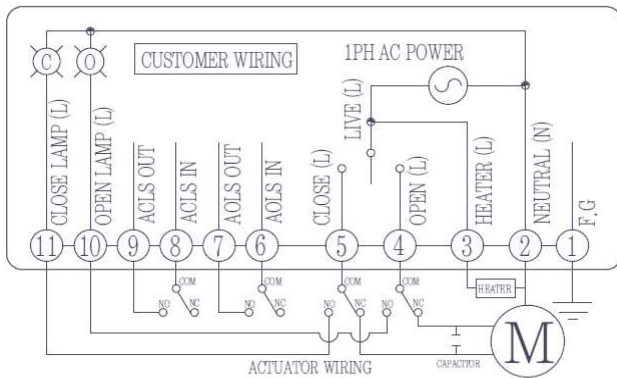 C
O
CUSTOMER WIRING
1PH AC POWER
CLOSE LAMP (L)
OPEN LAMP (L)
ACLS OUT
ACLS IN
AOLS OUT
AOLS IN
CLOSE (L)
LIVE (L)
OPEN (L)
HEATER (L)
NEUTRAL (N)
F.G
11
10
9
8
7
6
5
4
3
2
1
COM
NO
NC
COM
NO
NC
COM
NO
NC
COM
NO
NC
HEATER
M
CAPACITOR
ACTUATOR WIRING